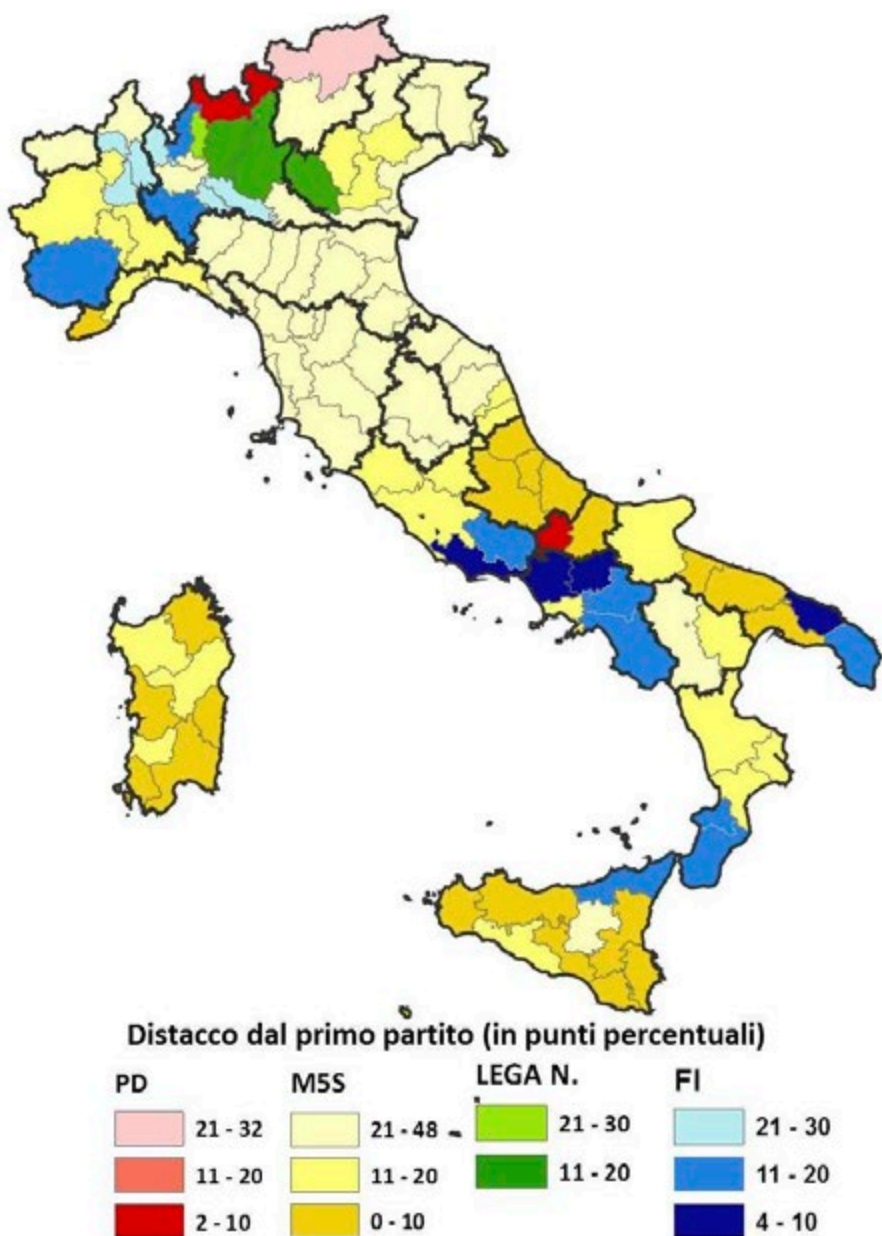 Distacco dal primo partito (in punti percentuali)
PD M5S LEGA N. FI
21 - 32 21 - 48 21 - 30 21 - 30
11 - 20 11 - 20 11 - 20 11 - 20
2 - 10 0 - 10 4 - 10